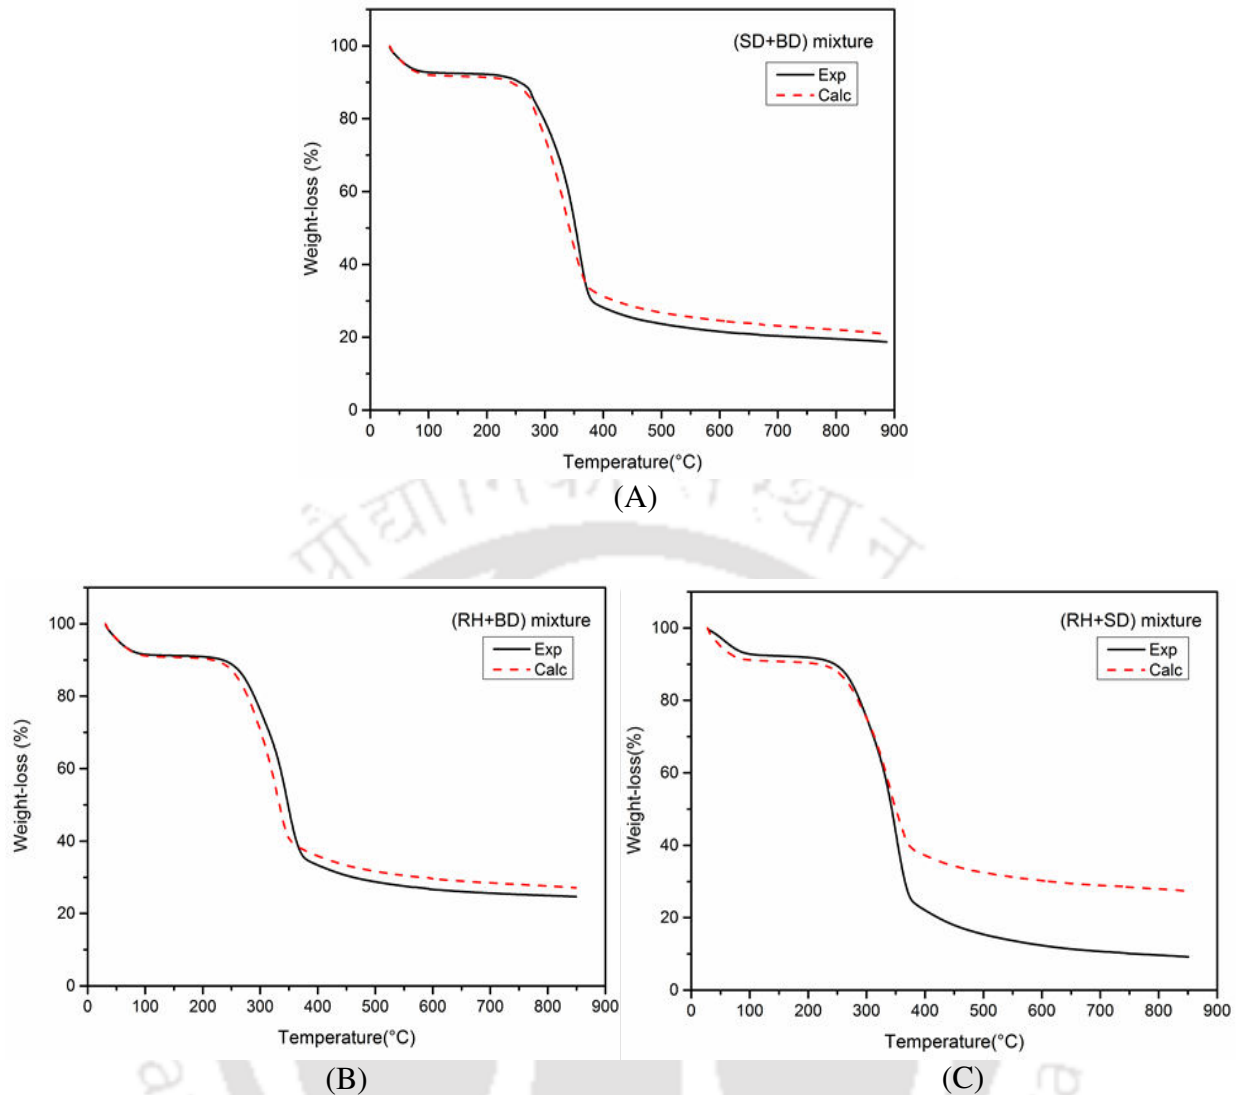 (SD+BD) mixture
Exp
Calc
100
80
60
40
20
0
Weight-loss (%)
0 100 200 300 400 500 600 700 800 900
Temperature(°C)
(A)
(RH+BD) mixture
Exp
Calc
100
80
60
40
20
0
Weight-loss (%)
0 100 200 300 400 500 600 700 800 900
Temperature(°C)
(B)
(RH+SD) mixture
Exp
Calc
100
80
60
40
20
0
Weight-loss(%)
0 100 200 300 400 500 600 700 800 900
Temperature(°C)
(C)